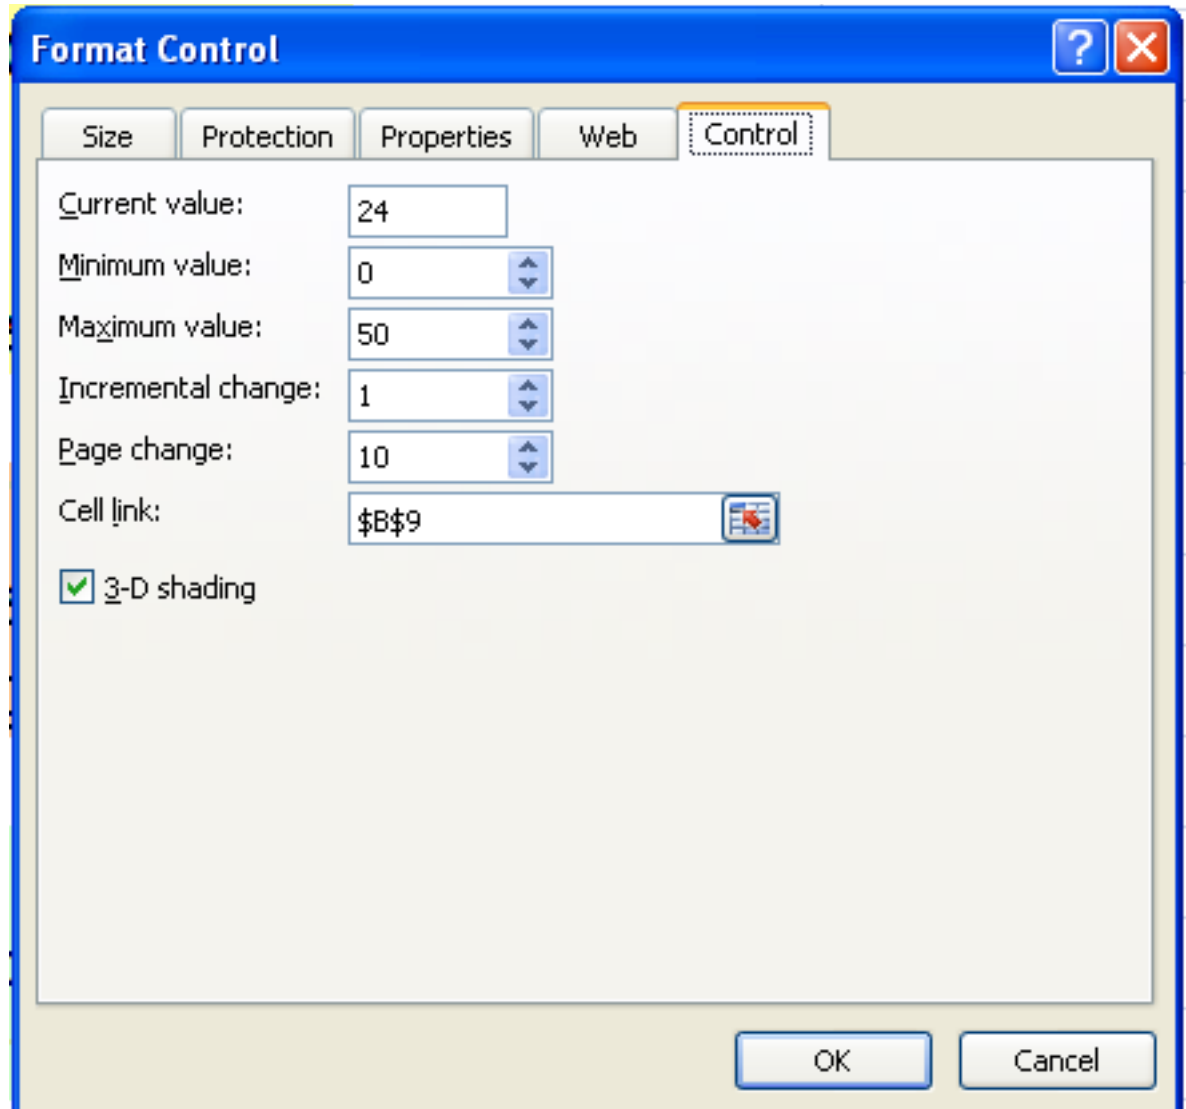 Format Control
Size Protection Properties Web Control
Current value: 24
Minimum value: 0
Maximum value: 50
Incremental change: 1
Page change: 10
Cell link: $B$9
3-D shading
OK Cancel